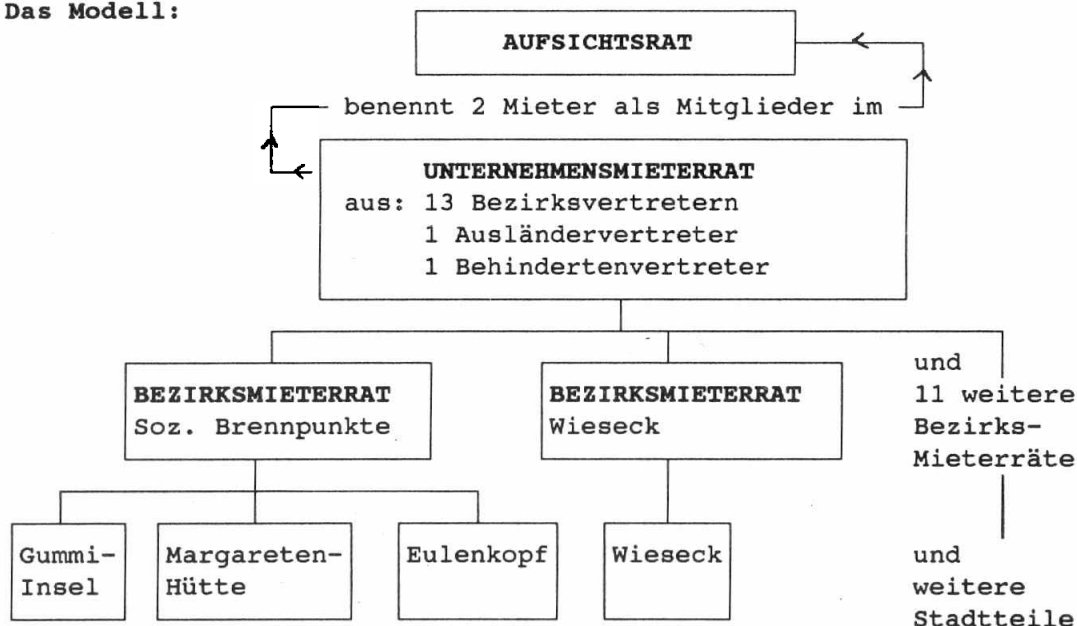 Das Modell:
AUFSICHTSRAT
benennt 2 Mieter als Mitglieder im
UNTERNEHMENSMIETERRAT
aus: 13 Bezirksvertretern
1 Ausländervertreter
1 Behindertenvertreter
BEZIRKSMIETERRAT
Soz. Brennpunkte
BEZIRKSMIETERRAT
Wieseck
und
11 weitere
Bezirks-
Mieterräte
Gummi-
Insel
Margareten-
Hütte
Eulenkopf
Wieseck
und
weitere
Stadtteile